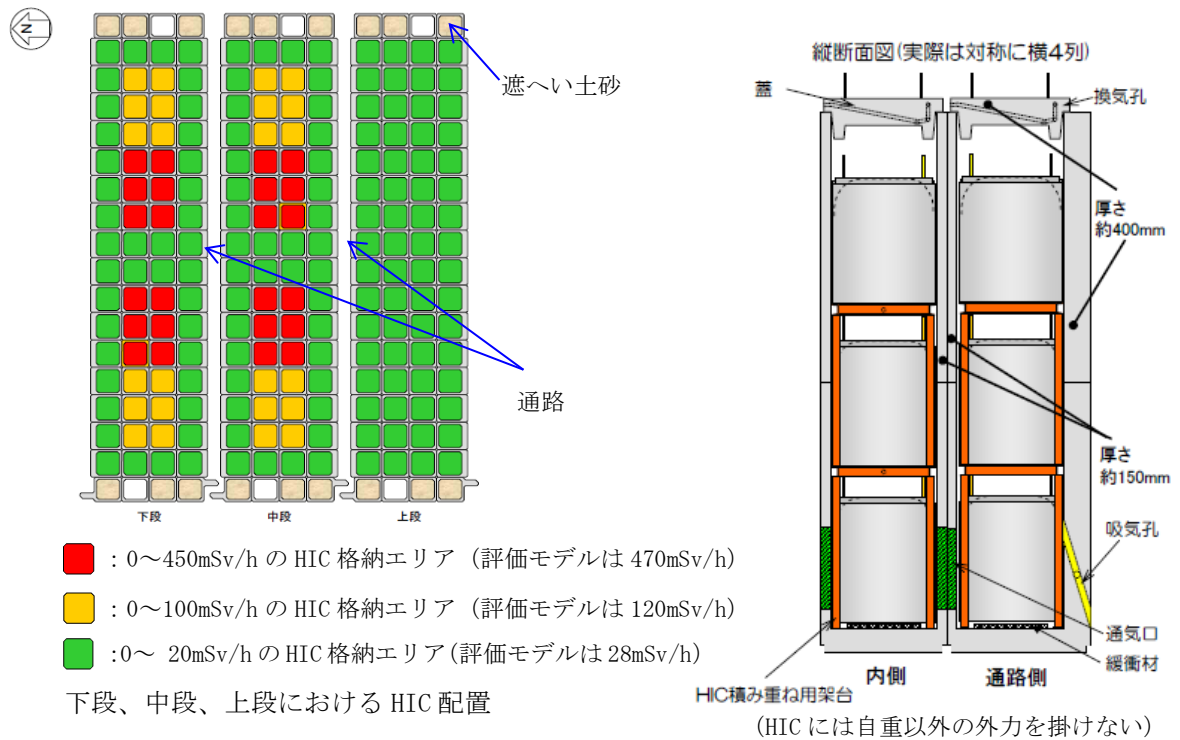 N
遮へい土砂
通路
下段
中段
上段
：0～450mSv/h の HIC 格納エリア (評価モデルは 470mSv/h)
：0～100mSv/h の HIC 格納エリア (評価モデルは 120mSv/h)
:0～ 20mSv/h の HIC 格納エリア(評価モデルは 28mSv/h)
下段、中段、上段における HIC 配置
縦断面図(実際は対称に横4列)
蓋
換気孔
厚さ
約400mm
厚さ
約150mm
吸気孔
通気口
緩衝材
内側
通路側
HIC積み重ね用架台
(HIC には自重以外の外力を掛けない)